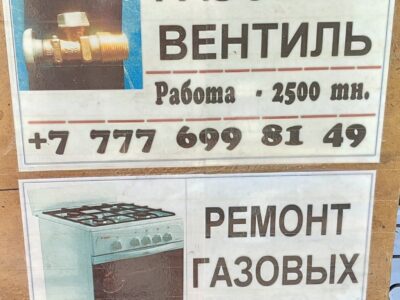 ВЕНТИЛЬ
Работа - 2500 тн.
+7 777 699 81 49
РЕМОНТ
ГАЗОВЫХ